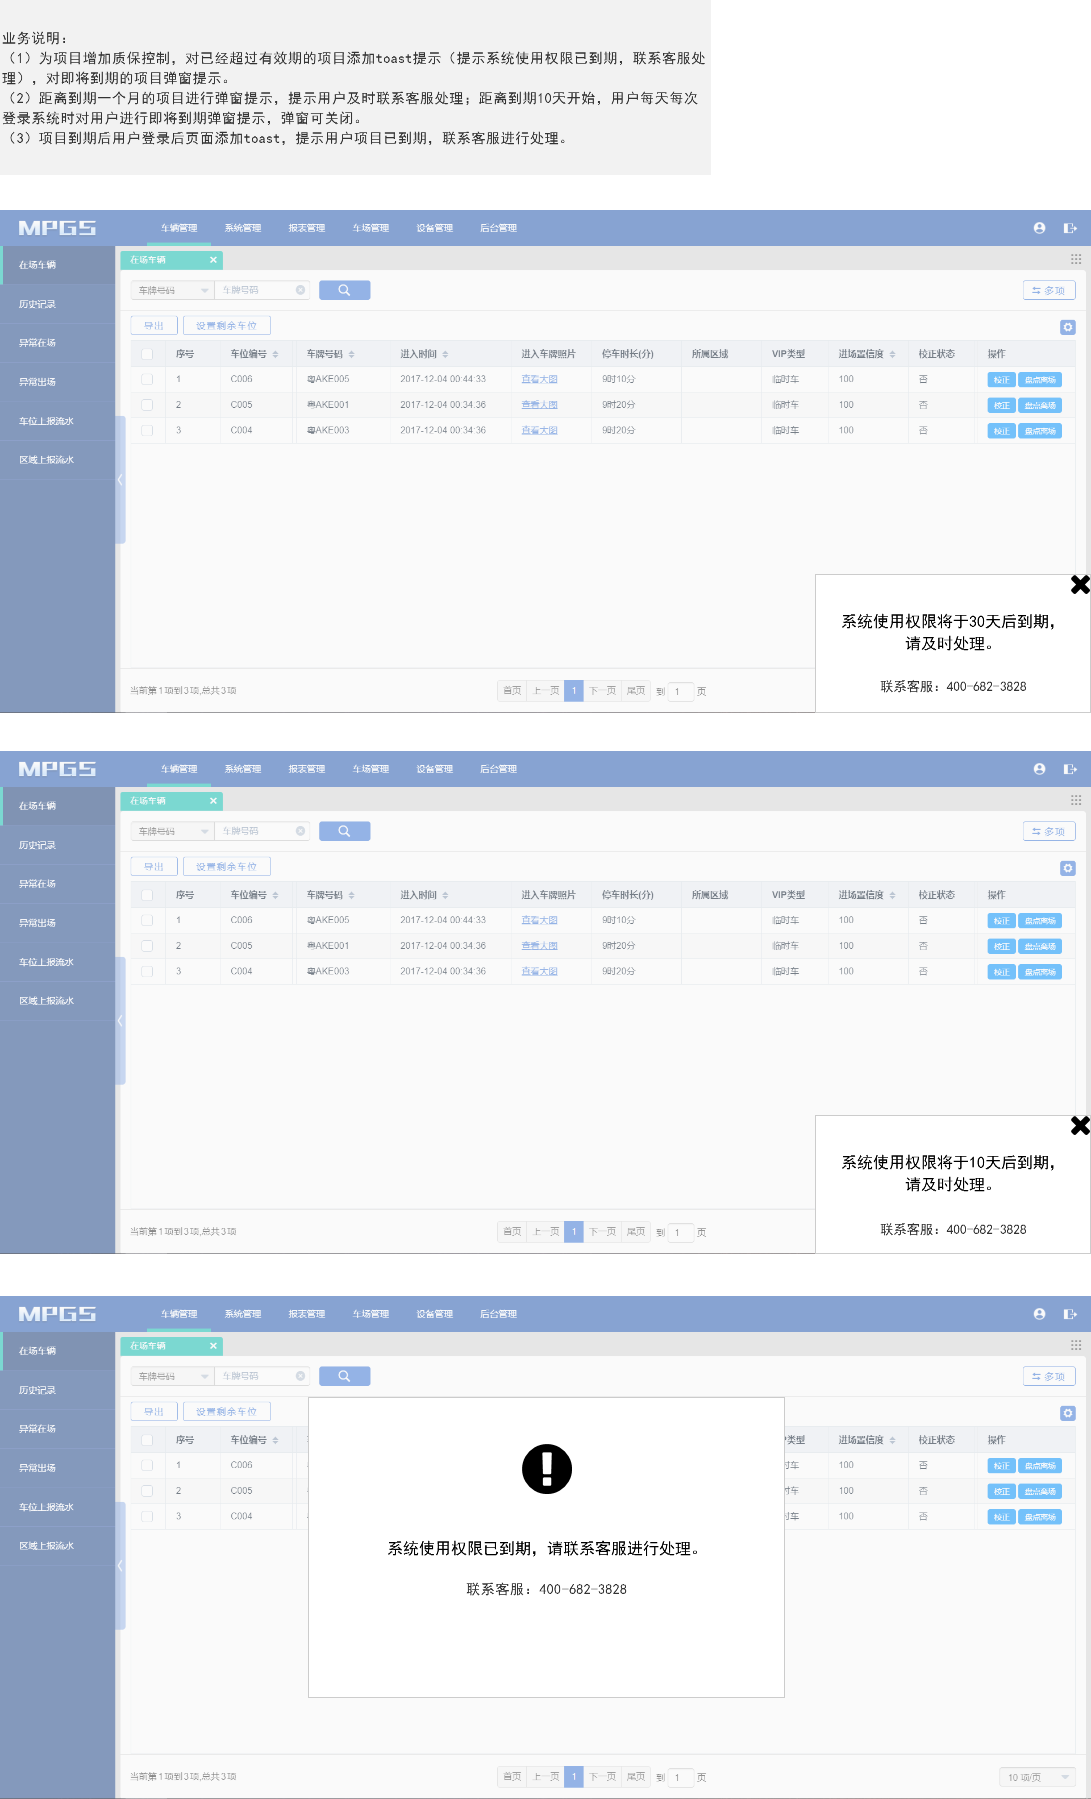 业务说明：
（1）为项目增加质保控制，对已经超过有效期的项目添加toast提示（提示系统使用权限已到期，联系客服处
理），对即将到期的项目弹窗提示。
（2）距离到期一个月的项目进行弹窗提示，提示用户及时联系客服处理；距离到期10天开始，用户每天每次
登录系统时对用户进行即将到期弹窗提示，弹窗可关闭。
（3）项目到期后用户登录后页面添加toast，提示用户项目已到期，联系客服进行处理。
MPGS 车辆管理 系统管理 报表管理 车场管理 设备管理 后台管理
在场车辆 在场车辆
车牌号码 车牌号码 多项
历史记录
导出 设置剩余车位
异常在场
序号 车位编号 车牌号码 进入时间 进入车牌照片 停车时长(分) 所属区域 VIP类型 进场置信度 校正状态 操作
异常出场
1 C006 粤AKE005 2017-12-04 00:44:33 查看大图 9时10分 临时车 100 否 校正 盘点离场
2 C005 粤AKE001 2017-12-04 00:34:36 查看大图 9时20分 临时车 100 否 校正 盘点离场
车位上报流水
3 C004 粤AKE003 2017-12-04 00:34:36 查看大图 9时20分 临时车 100 否 校正 盘点离场
区域上报流水
系统使用权限将于30天后到期，
请及时处理。
联系客服：400-682-3828
当前第1项到3项,总共3项 首页 上一页 1 下一页 尾页 到 1 页
MPGS 车辆管理 系统管理 报表管理 车场管理 设备管理 后台管理
在场车辆 在场车辆
车牌号码 车牌号码 多项
历史记录
导出 设置剩余车位
异常在场
序号 车位编号 车牌号码 进入时间 进入车牌照片 停车时长(分) 所属区域 VIP类型 进场置信度 校正状态 操作
异常出场
1 C006 粤AKE005 2017-12-04 00:44:33 查看大图 9时10分 临时车 100 否 校正 盘点离场
2 C005 粤AKE001 2017-12-04 00:34:36 查看大图 9时20分 临时车 100 否 校正 盘点离场
车位上报流水
3 C004 粤AKE003 2017-12-04 00:34:36 查看大图 9时20分 临时车 100 否 校正 盘点离场
区域上报流水
系统使用权限将于10天后到期，
请及时处理。
联系客服：400-682-3828
当前第1项到3项,总共3项 首页 上一页 1 下一页 尾页 到 1 页
MPGS 车辆管理 系统管理 报表管理 车场管理 设备管理 后台管理
在场车辆 在场车辆
车牌号码 车牌号码 多项
历史记录
导出 设置剩余车位
异常在场
序号 车位编号 类型 进场置信度 校正状态 操作
异常出场
1 C006 时车 100 否 校正 盘点离场
2 C005 时车 100 否 校正 盘点离场
车位上报流水
3 C004 时车 100 否 校正 盘点离场
区域上报流水
系统使用权限已到期，请联系客服进行处理。
联系客服：400-682-3828
当前第1项到3项,总共3项 首页 上一页 1 下一页 尾页 到 1 页 10 项/页